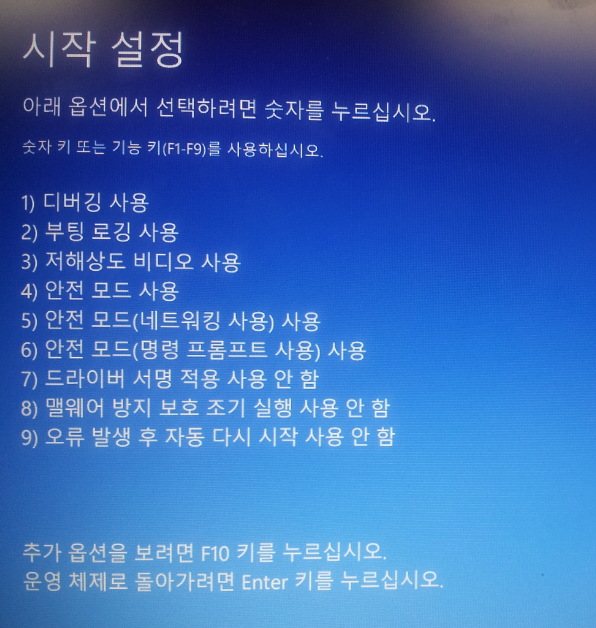 시작 설정
아래 옵션에서 선택하려면 숫자를 누르십시오.
숫자 키 또는 기능 키(F1-F9)를 사용하십시오.
1) 디버깅 사용
2) 부팅 로깅 사용
3) 저해상도 비디오 사용
4) 안전 모드 사용
5) 안전 모드(네트워킹 사용) 사용
6) 안전 모드(명령 프롬프트 사용) 사용
7) 드라이버 서명 적용 사용 안 함
8) 맬웨어 방지 보호 조기 실행 사용 안 함
9) 오류 발생 후 자동 다시 시작 사용 안 함
추가 옵션을 보려면 F10 키를 누르십시오.
운영 체제로 돌아가려면 Enter 키를 누르십시오.